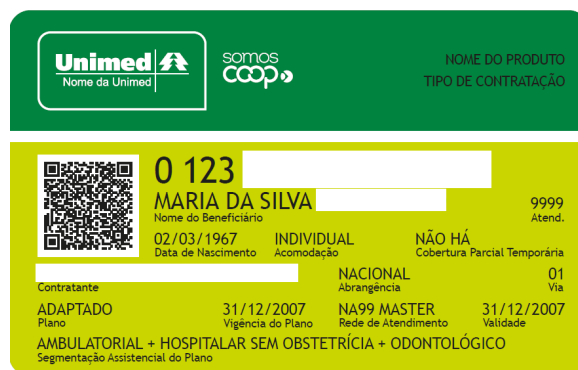 Unimed
Nome da Unimed
somos
coop
NOME DO PRODUTO
TIPO DE CONTRATAÇÃO
0 123
MARIA DA SILVA
Nome do Beneficiário
9999
Atend.
02/03/1967 INDIVIDUAL NÃO HÁ
Data de Nascimento Acomodação Cobertura Parcial Temporária
NACIONAL 01
Contratante Abrangência Via
ADAPTADO 31/12/2007 NA99 MASTER 31/12/2007
Plano Vigência do Plano Rede de Atendimento Validade
AMBULATORIAL + HOSPITALAR SEM OBSTETRÍCIA + ODONTOLÓGICO
Segmentação Assistencial do Plano